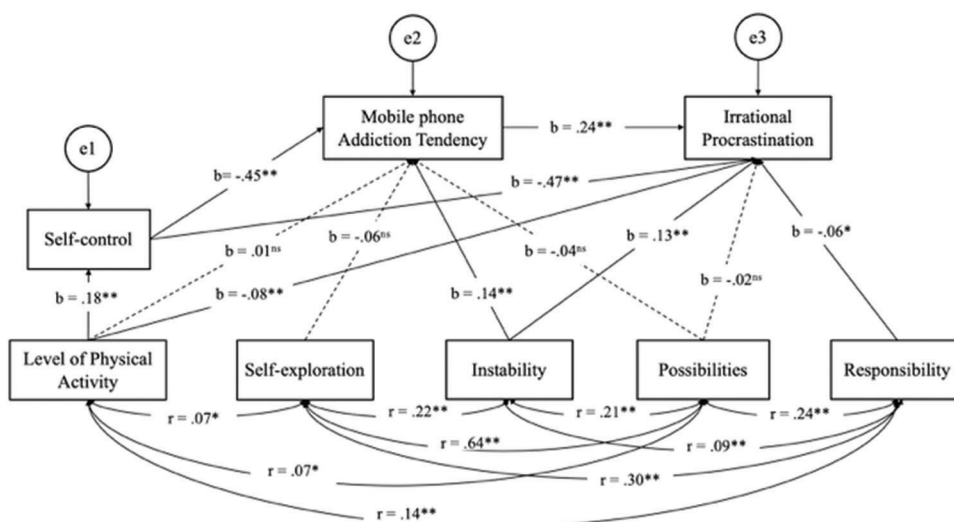 e2
e3
Mobile phone
Addiction Tendency
b = .24**
Irrational
Procrastination
e1
b= -.45**
b = -.47**
Self-control
b = .01ⁿˢ
b = -.06ⁿˢ
b = -.04ⁿˢ
b = .13**
b = -.06*
b = .18**
b = -.08**
b = .14**
b = -.02ⁿˢ
Level of Physical
Activity
Self-exploration
Instability
Possibilities
Responsibility
r = .07*
r = .22**
r = .21**
r = .24**
r = .64**
r = .09**
r = .07*
r = .30**
r = .14**